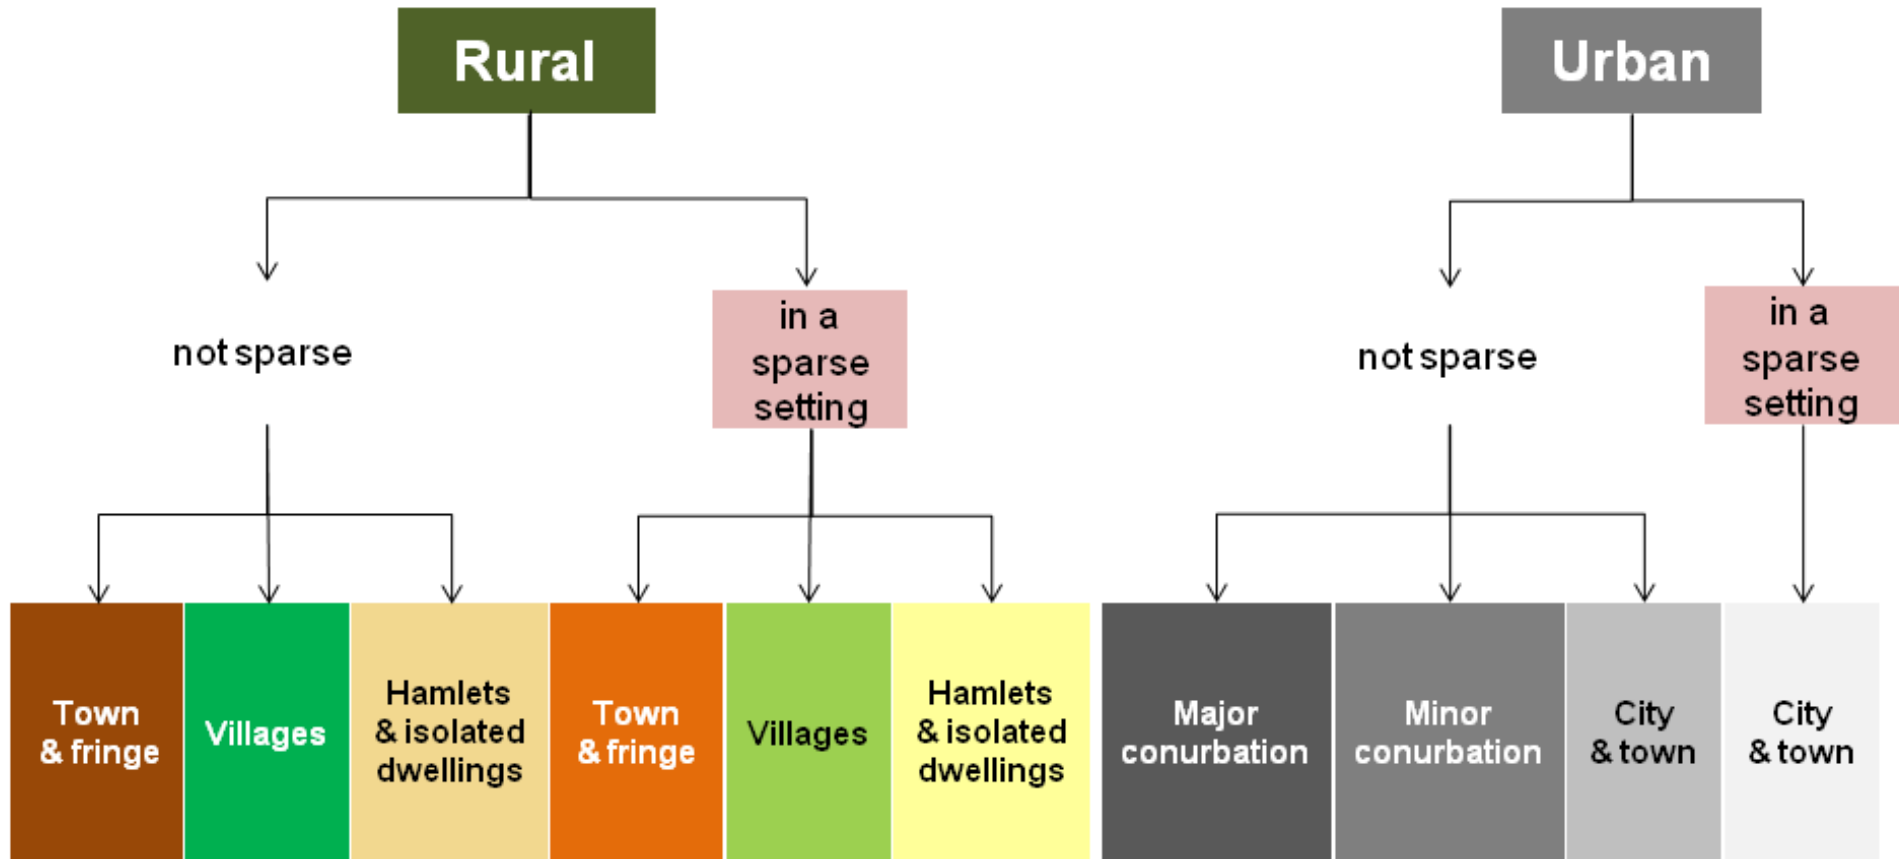 Rural
Urban
not sparse
in a
sparse
setting
not sparse
in a
sparse
setting
Town
& fringe
Villages
Hamlets
& isolated
dwellings
Town
& fringe
Villages
Hamlets
& isolated
dwellings
Major
conurbation
Minor
conurbation
City
& town
City
& town